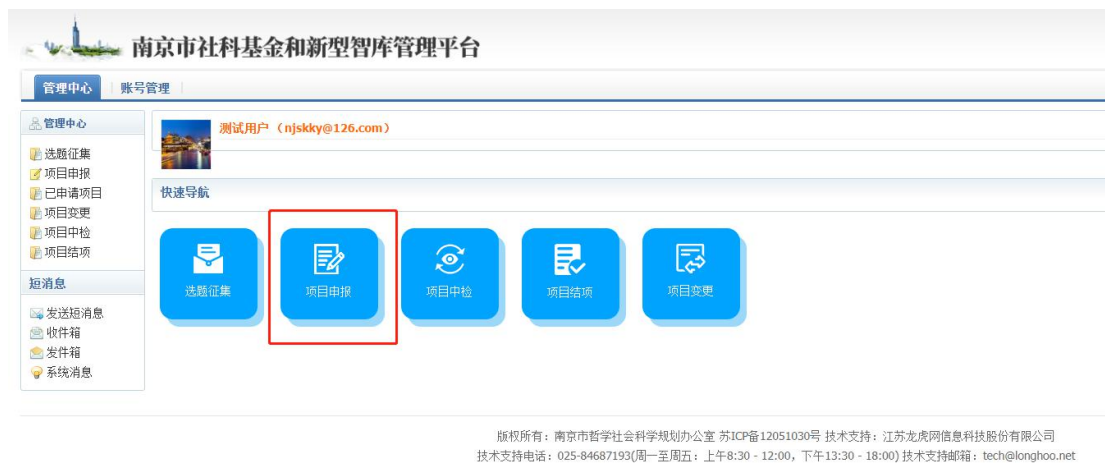 南京市社科基金和新型智库管理平台
管理中心 账号管理
管理中心
选题征集
项目申报
已申请项目
项目变更
项目中检
项目结项
短消息
发送短消息
收件箱
发件箱
系统消息
测试用户（njskky@126.com）
快速导航
选题征集 项目申报 项目中检 项目结项 项目变更
版权所有：南京市哲学社会科学规划办公室 苏ICP备12051030号 技术支持：江苏龙虎网信息科技股份有限公司
技术支持电话：025-84687193(周一至周五：上午8:30 - 12:00，下午13:30 - 18:00) 技术支持邮箱：tech@longhoo.net